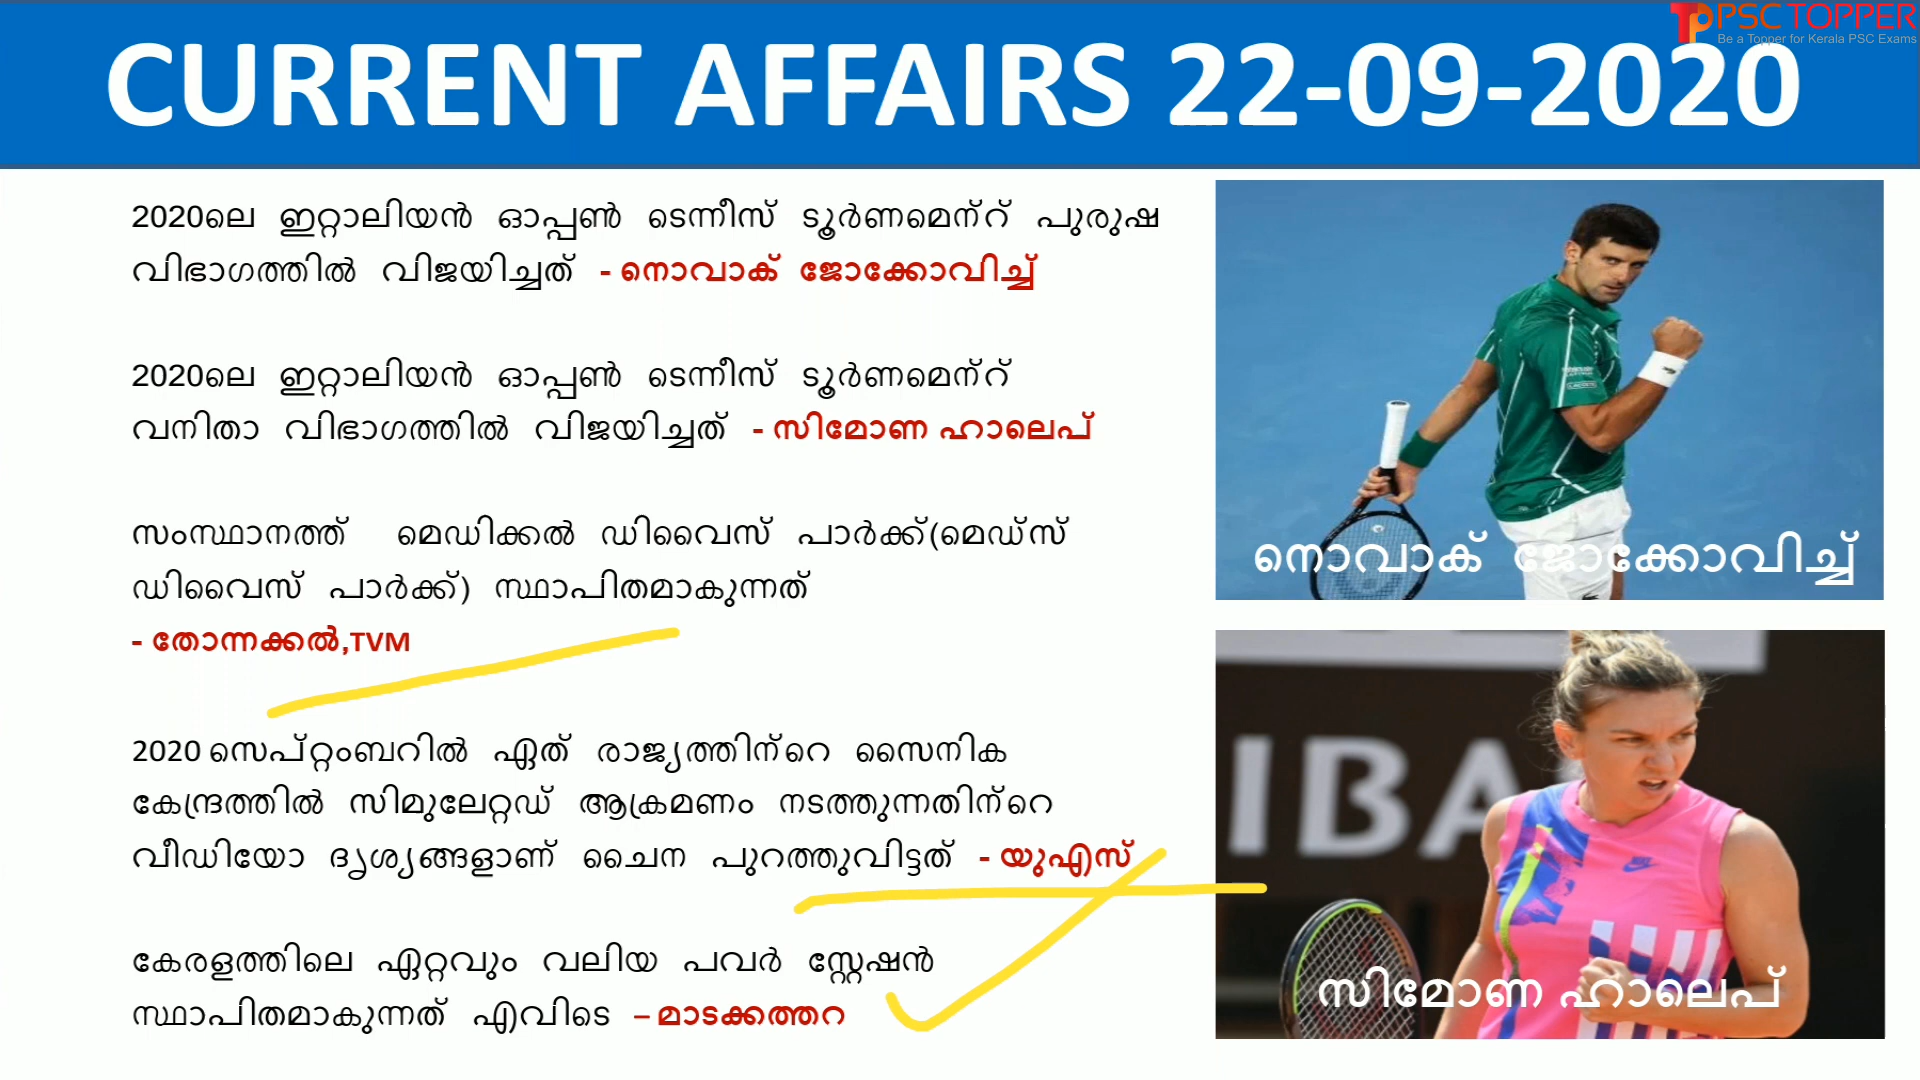 PSC TOPPER
Be a Topper for Kerala PSC Exams
CURRENT AFFAIRS 22-09-2020
2020ലെ ഇറ്റാലിയൻ ഓപ്പൺ ടെന്നീസ് ടൂർണമെന്റ് പുരുഷ
വിഭാഗത്തിൽ വിജയിച്ചത് - നൊവാക് ജോക്കോവിച്ച്
2020ലെ ഇറ്റാലിയൻ ഓപ്പൺ ടെന്നീസ് ടൂർണമെന്റ്
വനിതാ വിഭാഗത്തിൽ വിജയിച്ചത് - സിമോണ ഹാലെപ്
സംസ്ഥാനത്ത് മെഡിക്കൽ ഡിവൈസ് പാർക്ക്(മെഡ്സ്
ഡിവൈസ് പാർക്ക്) സ്ഥാപിതമാകുന്നത്
- തോന്നക്കൽ,TVM
2020 സെപ്റ്റംബറിൽ ഏത് രാജ്യത്തിന്റെ സൈനിക
കേന്ദ്രത്തിൽ സിമുലേറ്റഡ് ആക്രമണം നടത്തുന്നതിന്റെ
വീഡിയോ ദൃശ്യങ്ങളാണ് ചൈന പുറത്തുവിട്ടത് - യുഎസ്
കേരളത്തിലെ ഏറ്റവും വലിയ പവർ സ്റ്റേഷൻ
സ്ഥാപിതമാകുന്നത് എവിടെ – മാടക്കത്തറ
നൊവാക് ജോക്കോവിച്ച്
IBA
സിമോണ ഹാലെപ്